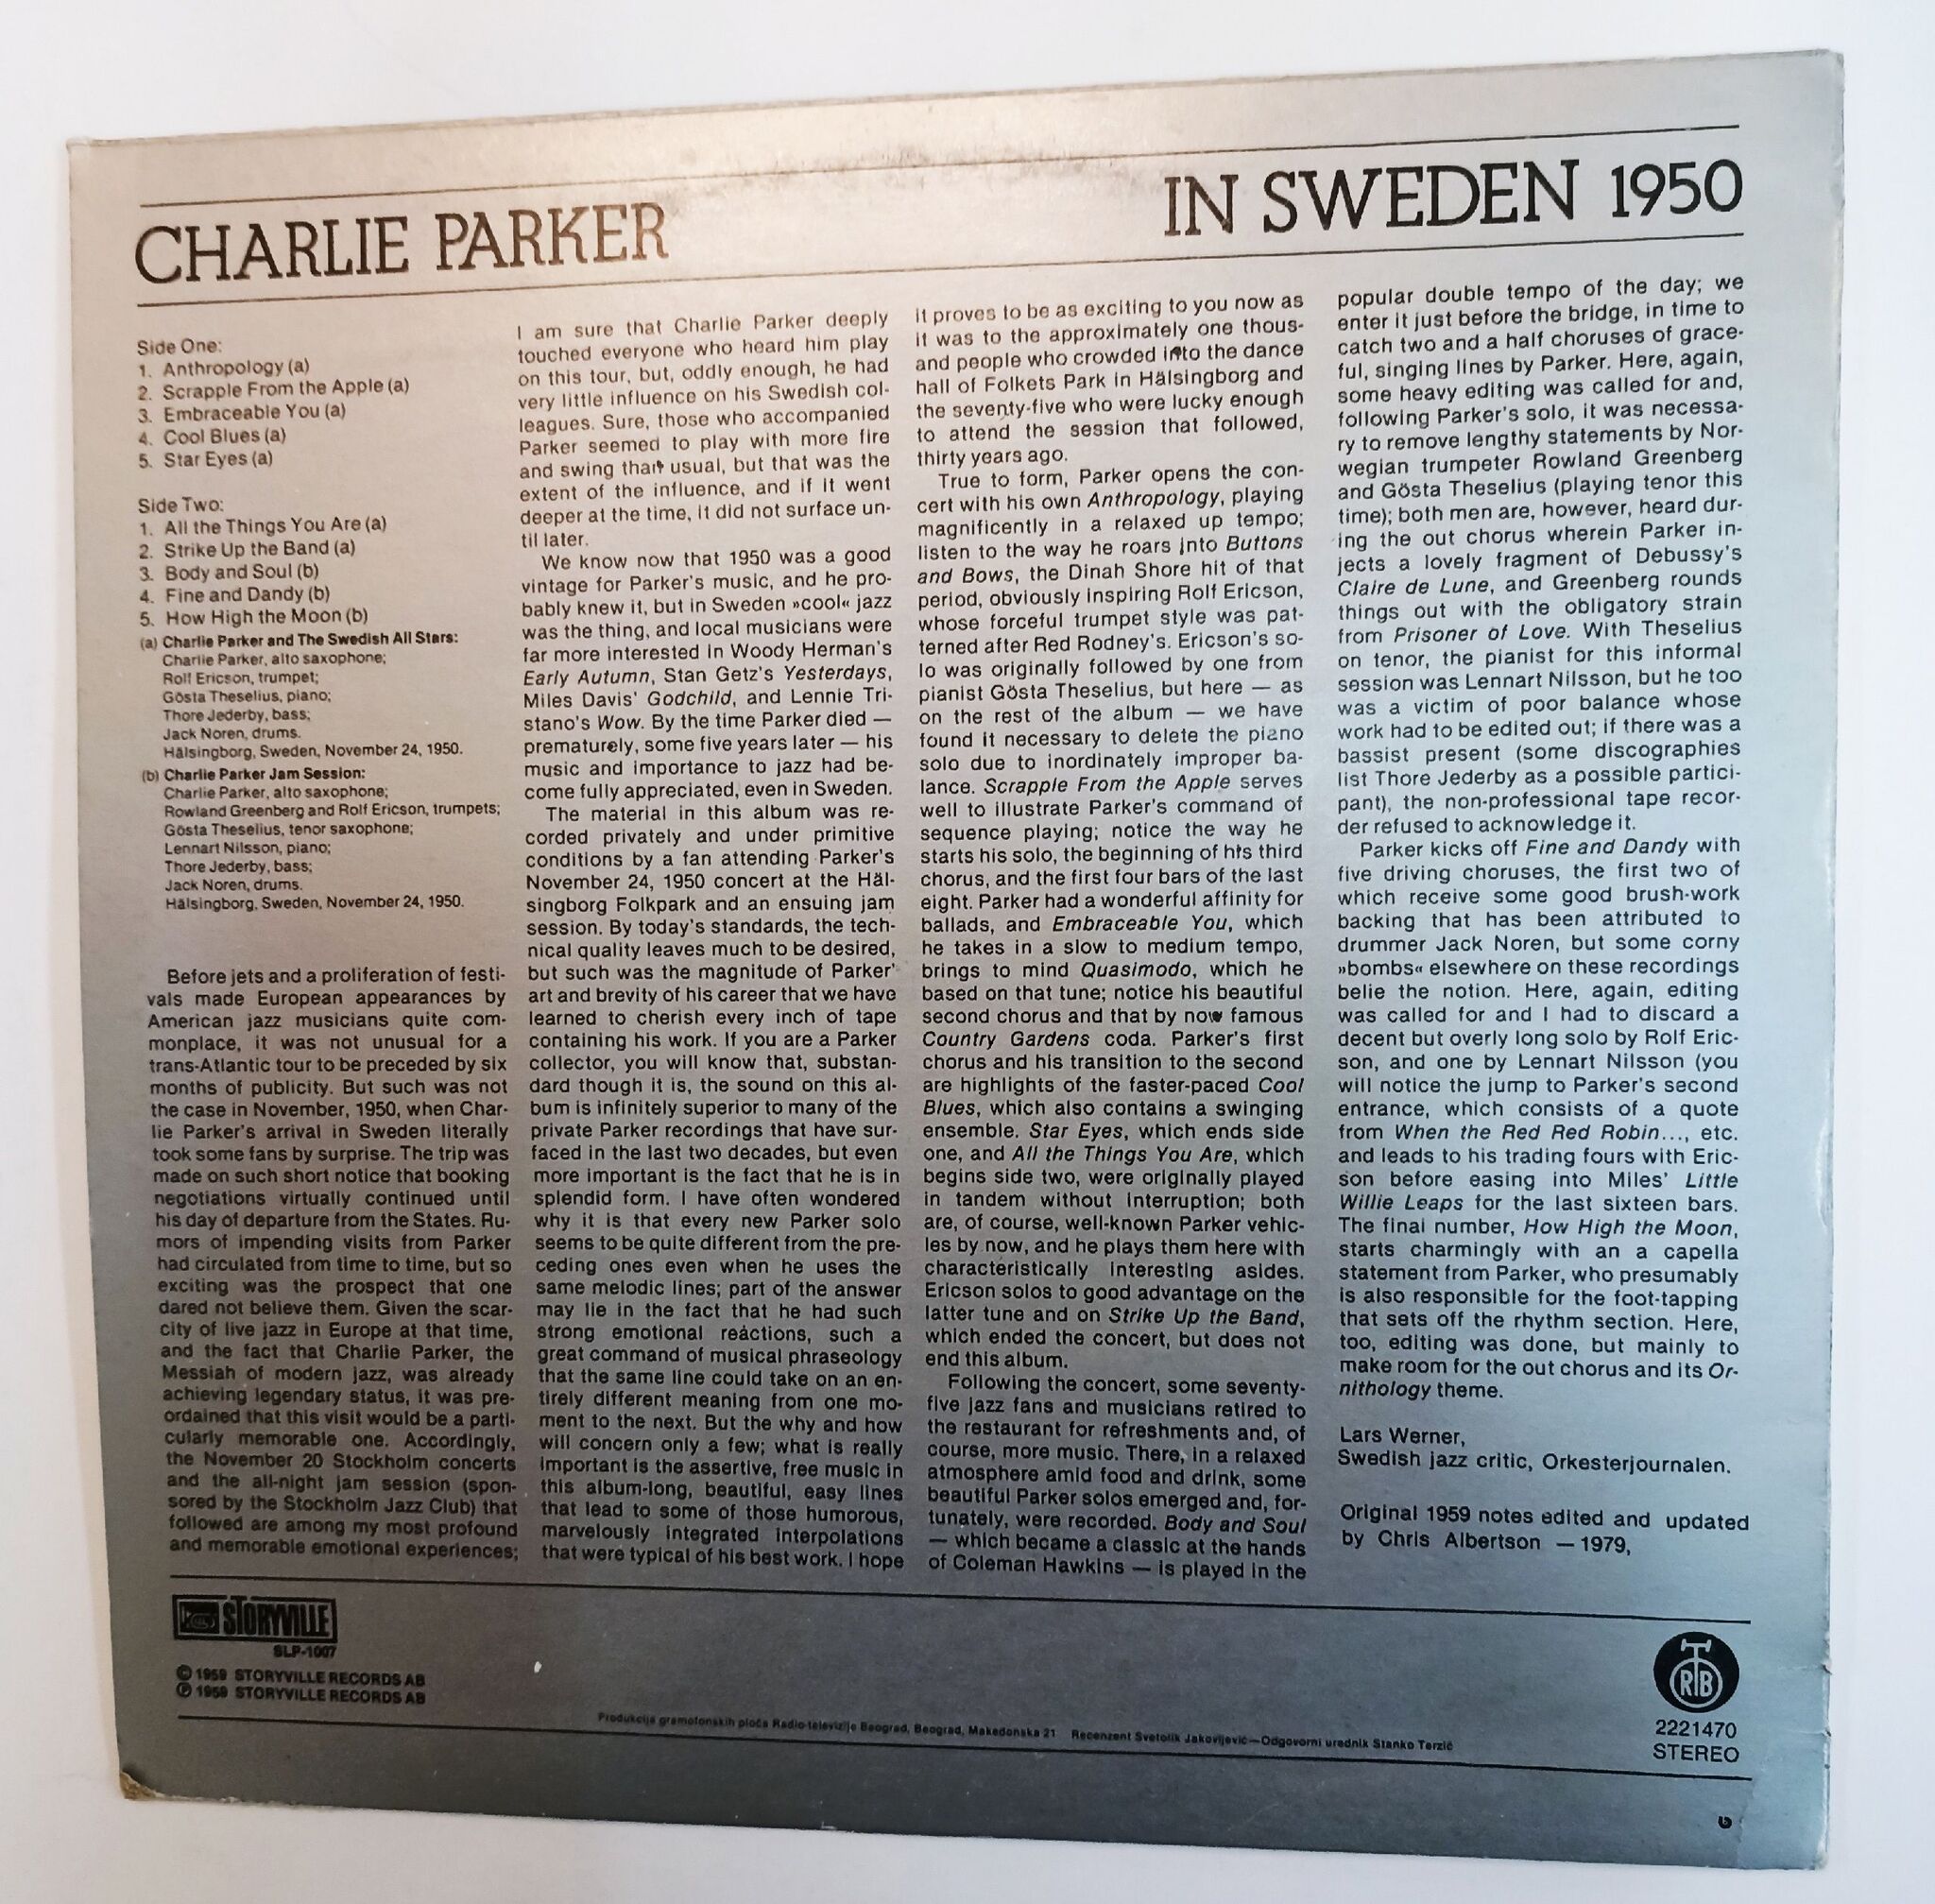 CHARLIE PARKER
IN SWEDEN 1950
Side One:
1. Anthropology (a)
2. Scrapple From the Apple (a)
3. Embraceable You (a)
4. Cool Blues (a)
5. Star Eyes (a)
Side Two:
1. All the Things You Are (a)
2. Strike Up the Band (a)
3. Body and Soul (b)
4. Fine and Dandy (b)
5. How High the Moon (b)
(a) Charlie Parker and The Swedish All Stars:
Charlie Parker, alto saxophone;
Rolf Ericson, trumpet;
Gösta Theselius, piano;
Thore Jederby, bass;
Jack Noren, drums.
Hälsingborg, Sweden, November 24, 1950.
(b) Charlie Parker Jam Session:
Charlie Parker, alto saxophone;
Rowland Greenberg and Rolf Ericson, trumpets;
Gösta Theselius, tenor saxophone;
Lennart Nilsson, piano;
Thore Jederby, bass;
Jack Noren, drums.
Hälsingborg, Sweden, November 24, 1950.
Before jets and a proliferation of festi-
vals made European appearances by
American jazz musicians quite com-
monplace, it was not unusual for a
trans-Atlantic tour to be preceded by six
months of publicity. But such was not
the case in November, 1950, when Char-
lie Parker's arrival in Sweden literally
took some fans by surprise. The trip was
made on such short notice that booking
negotiations virtually continued until
his day of departure from the States. Ru-
mors of impending visits from Parker
had circulated from time to time, but so
exciting was the prospect that one
dared not believe them. Given the scar-
city of live jazz in Europe at that time,
and the fact that Charlie Parker, the
Messiah of modern jazz, was already
achieving legendary status, it was pre-
ordained that this visit would be a parti-
cularly memorable one. Accordingly,
the November 20 Stockholm concerts
and the all-night jam session (spon-
sored by the Stockholm Jazz Club) that
followed are among my most profound
and memorable emotional experiences;
I am sure that Charlie Parker deeply
touched everyone who heard him play
on this tour, but, oddly enough, he had
very little influence on his Swedish col-
leagues. Sure, those who accompanied
Parker seemed to play with more fire
and swing than usual, but that was the
extent of the influence, and if it went
deeper at the time, it did not surface un-
til later.
We know now that 1950 was a good
vintage for Parker's music, and he pro-
bably knew it, but in Sweden »cool« jazz
was the thing, and local musicians were
far more interested in Woody Herman's
Early Autumn, Stan Getz's Yesterdays,
Miles Davis' Godchild, and Lennie Tri-
stano's Wow. By the time Parker died —
prematurely, some five years later — his
music and importance to jazz had be-
come fully appreciated, even in Sweden.
The material in this album was re-
corded privately and under primitive
conditions by a fan attending Parker's
November 24, 1950 concert at the Häl-
singborg Folkpark and an ensuing jam
session. By today's standards, the tech-
nical quality leaves much to be desired,
but such was the magnitude of Parker'
art and brevity of his career that we have
learned to cherish every inch of tape
containing his work. If you are a Parker
collector, you will know that, substan-
dard though it is, the sound on this al-
bum is infinitely superior to many of the
private Parker recordings that have sur-
faced in the last two decades, but even
more important is the fact that he is in
splendid form. I have often wondered
why it is that every new Parker solo
seems to be quite different from the pre-
ceding ones even when he uses the
same melodic lines; part of the answer
may lie in the fact that he had such
strong emotional reactions, such a
great command of musical phraseology
that the same line could take on an en-
tirely different meaning from one mo-
ment to the next. But the why and how
will concern only a few; what is really
important is the assertive, free music in
this album-long, beautiful, easy lines
that lead to some of those humorous,
marvelously integrated interpolations
that were typical of his best work. I hope
it proves to be as exciting to you now as
it was to the approximately one thous-
and people who crowded into the dance
hall of Folkets Park in Hälsingborg and
the seventy-five who were lucky enough
to attend the session that followed,
thirty years ago.
True to form, Parker opens the con-
cert with his own Anthropology, playing
magnificently in a relaxed up tempo;
listen to the way he roars into Buttons
and Bows, the Dinah Shore hit of that
period, obviously inspiring Rolf Ericson,
whose forceful trumpet style was pat-
terned after Red Rodney's. Ericson's so-
lo was originally followed by one from
pianist Gösta Theselius, but here — as
on the rest of the album — we have
found it necessary to delete the piano
solo due to inordinately improper ba-
lance. Scrapple From the Apple serves
well to illustrate Parker's command of
sequence playing; notice the way he
starts his solo, the beginning of his third
chorus, and the first four bars of the last
eight. Parker had a wonderful affinity for
ballads, and Embraceable You, which
he takes in a slow to medium tempo,
brings to mind Quasimodo, which he
based on that tune; notice his beautiful
second chorus and that by now famous
Country Gardens coda. Parker's first
chorus and his transition to the second
are highlights of the faster-paced Cool
Blues, which also contains a swinging
ensemble. Star Eyes, which ends side
one, and All the Things You Are, which
begins side two, were originally played
in tandem without interruption; both
are, of course, well-known Parker vehic-
les by now, and he plays them here with
characteristically interesting asides.
Ericson solos to good advantage on the
latter tune and on Strike Up the Band,
which ended the concert, but does not
end this album.
Following the concert, some seventy-
five jazz fans and musicians retired to
the restaurant for refreshments and, of
course, more music. There, in a relaxed
atmosphere amid food and drink, some
beautiful Parker solos emerged and, for-
tunately, were recorded. Body and Soul
— which became a classic at the hands
of Coleman Hawkins — is played in the
popular double tempo of the day; we
enter it just before the bridge, in time to
catch two and a half choruses of grace-
ful, singing lines by Parker. Here, again,
some heavy editing was called for and,
following Parker's solo, it was necessa-
ry to remove lengthy statements by Nor-
wegian trumpeter Rowland Greenberg
and Gösta Theselius (playing tenor this
time); both men are, however, heard dur-
ing the out chorus wherein Parker in-
jects a lovely fragment of Debussy's
Claire de Lune, and Greenberg rounds
things out with the obligatory strain
from Prisoner of Love. With Theselius
on tenor, the pianist for this informal
session was Lennart Nilsson, but he too
was a victim of poor balance whose
work had to be edited out; if there was a
bassist present (some discographies
list Thore Jederby as a possible partici-
pant), the non-professional tape recor-
der refused to acknowledge it.
Parker kicks off Fine and Dandy with
five driving choruses, the first two of
which receive some good brush-work
backing that has been attributed to
drummer Jack Noren, but some corny
»bombs« elsewhere on these recordings
belie the notion. Here, again, editing
was called for and I had to discard a
decent but overly long solo by Rolf Eric-
son, and one by Lennart Nilsson (you
will notice the jump to Parker's second
entrance, which consists of a quote
from When the Red Red Robin..., etc.
and leads to his trading fours with Eric-
son before easing into Miles' Little
Willie Leaps for the last sixteen bars.
The final number, How High the Moon,
starts charmingly with an a capella
statement from Parker, who presumably
is also responsible for the foot-tapping
that sets off the rhythm section. Here,
too, editing was done, but mainly to
make room for the out chorus and its Or-
nithology theme.
Lars Werner,
Swedish jazz critic, Orkesterjournalen.
Original 1959 notes edited and updated
by Chris Albertson — 1979,
STORYVILLE
SLP-1007
© 1959 STORYVILLE RECORDS AB
℗ 1959 STORYVILLE RECORDS AB
Produkcija gramofonskih ploča Radio-televizije Beograd, Beograd, Makedonska 21 Recenzent Svetolik Jakovljević—Odgovorni urednik Stanko Terzić
RTB
2221470
STEREO